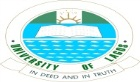 UNIVERSITY OF LAGOS
IN DEED AND IN TRUTH